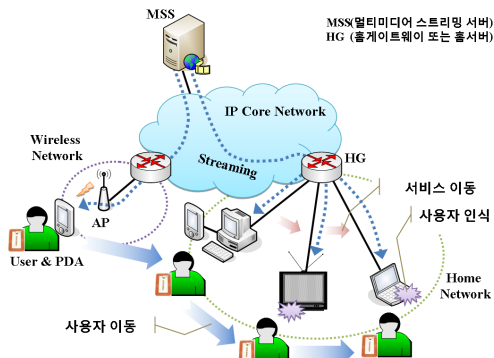 MSS
MSS(멀티미디어 스트리밍 서버)
HG (홈게이트웨이 또는 홈서버)
IP Core Network
Wireless
Network
Streaming
HG
서비스 이동
AP
사용자 인식
User & PDA
Home
Network
사용자 이동